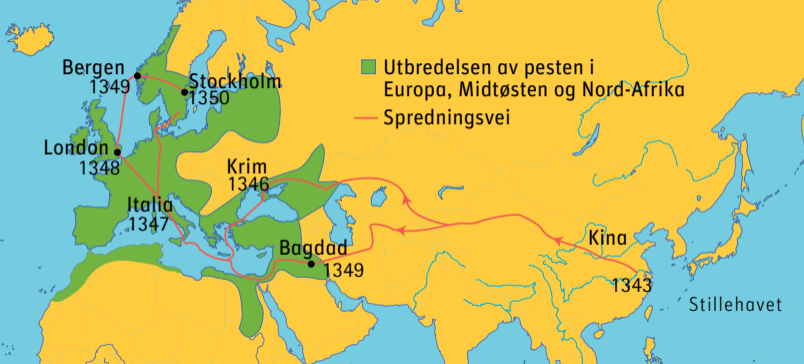 Bergen
1349
Stockholm
1350
Utbredelsen av pesten i
Europa, Midtøsten og Nord-Afrika
Spredningsvei
London
1348
Krim
1346
Italia
1347
Bagdad
1349
Kina
1343
Stillehavet